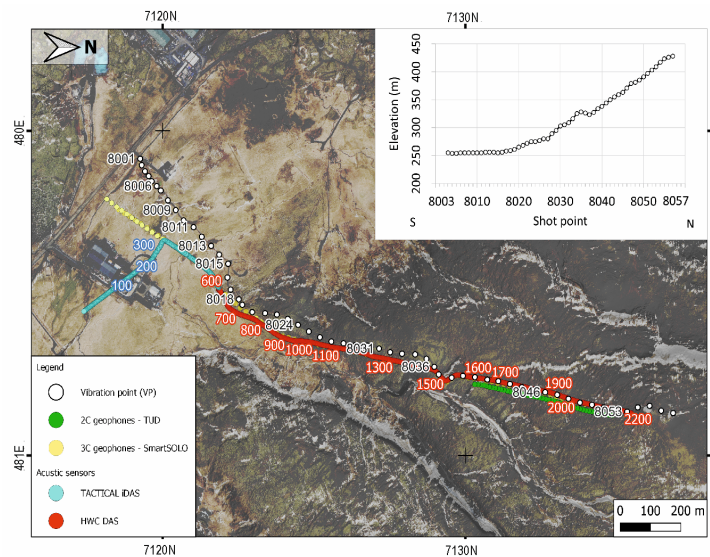 7120N
7130N
N
480E
481E
8001
8006
8009
8011
8013
8015
300
200
100
600
8018
700
800
8024
900
1000
1100
8031
1300
8036
1500
1600
1700
8046
1900
2000
8053
2200
Elevation (m)
450
400
350
300
250
200
8003 8010 8020 8030 8040 8050 8057
S
Shot point
N
Legend
Vibration point (VP)
2C geophones - TUD
3C geophones - SmartSOLO
Acustic sensors
TACTICAL iDAS
HWC DAS
0 100 200 m
7120N
7130N